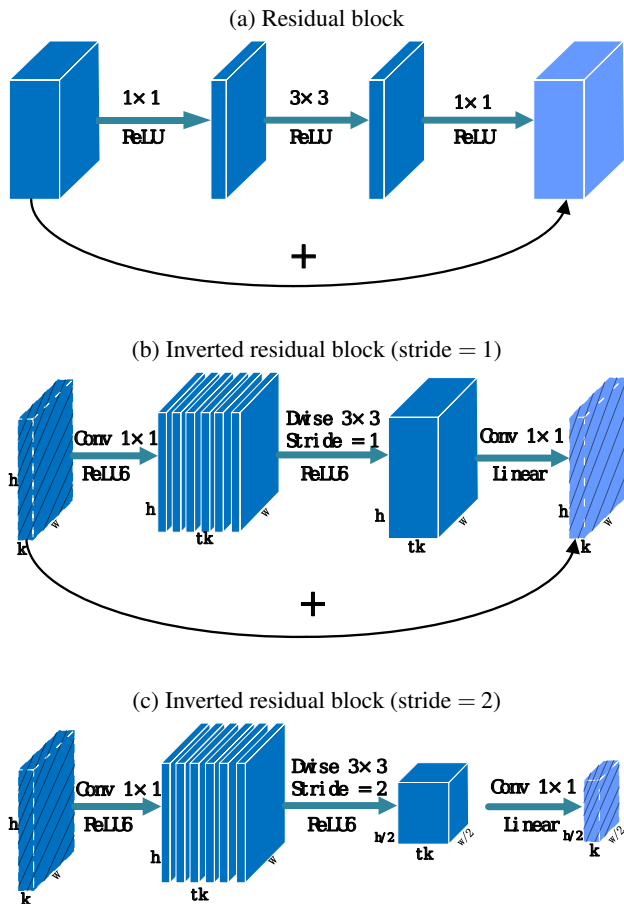 (a) Residual block
1×1
ReLU
3×3
ReLU
1×1
ReLU
+
(b) Inverted residual block (stride = 1)
Conv 1×1
ReLU6
Dwise 3×3
Stride =1
ReLU6
Conv 1×1
Linear
h
k
w
h
tk
w
h
tk
w
h
k
w
+
(c) Inverted residual block (stride = 2)
Conv 1×1
ReLU6
Dwise 3×3
Stride =2
ReLU6
Conv 1×1
Linear
h
k
w
h
tk
w
h/2
tk
w/2
h/2
k
w/2